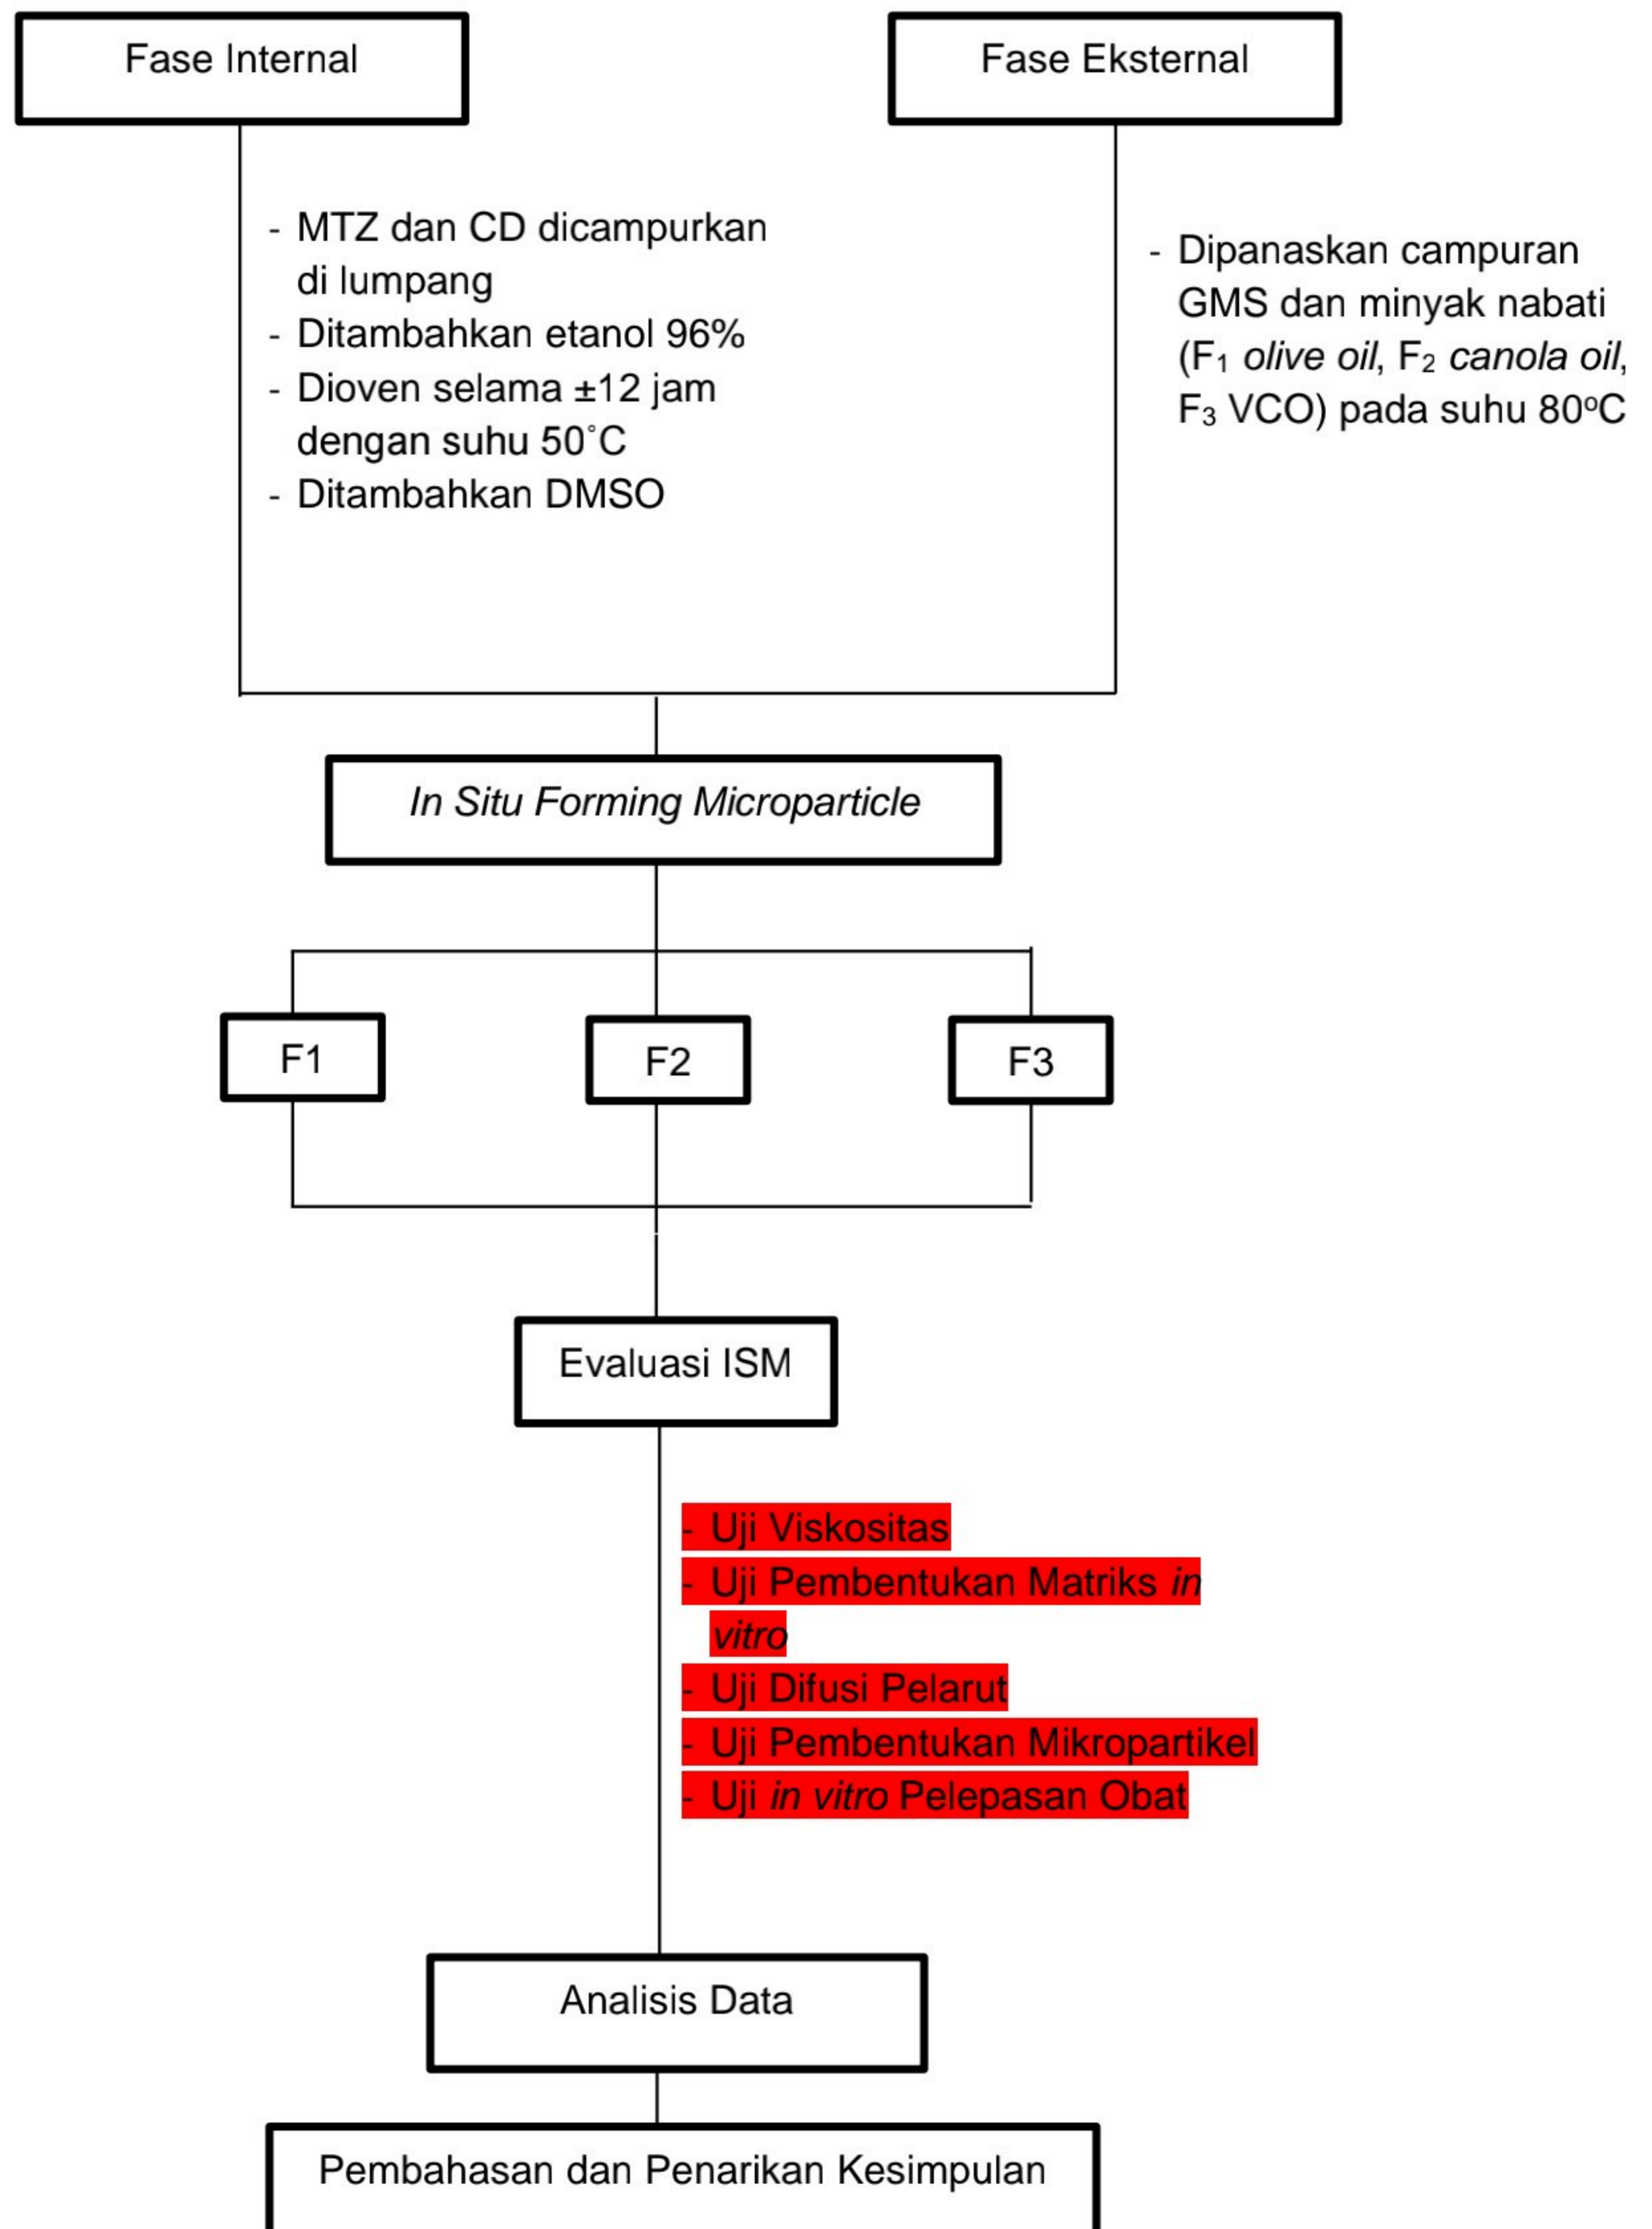 Fase Internal
Fase Eksternal
- MTZ dan CD dicampurkan
di lumpang
- Ditambahkan etanol 96%
- Dioven selama ±12 jam
dengan suhu 50˚C
- Ditambahkan DMSO
- Dipanaskan campuran
GMS dan minyak nabati
(F₁ olive oil, F₂ canola oil,
F₃ VCO) pada suhu 80ºC
In Situ Forming Microparticle
F1
F2
F3
Evaluasi ISM
- Uji Viskositas
- Uji Pembentukan Matriks in
vitro
- Uji Difusi Pelarut
- Uji Pembentukan Mikropartikel
- Uji in vitro Pelepasan Obat
Analisis Data
Pembahasan dan Penarikan Kesimpulan